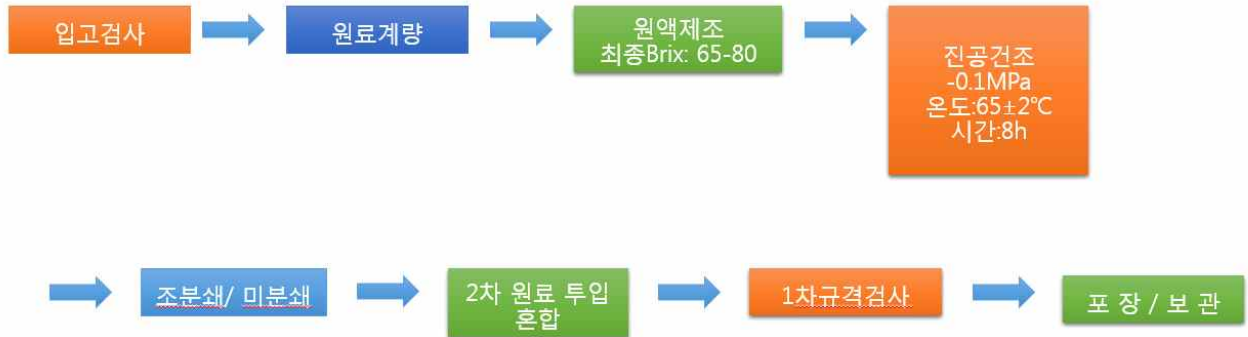 입고검사
원료계량
원액제조
최종Brix: 65-80
진공건조
-0.1MPa
온도:65±2℃
시간:8h
조분쇄/ 미분쇄
2차 원료 투입
혼합
1차규격검사
포 장 / 보 관